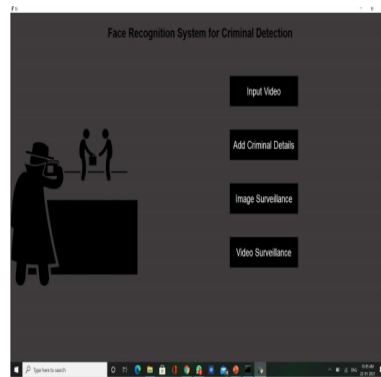 Face Recognition System for Criminal Detection
Input Video
Add Criminal Details
Image Surveillance
Video Surveillance
Type here to search
ENG